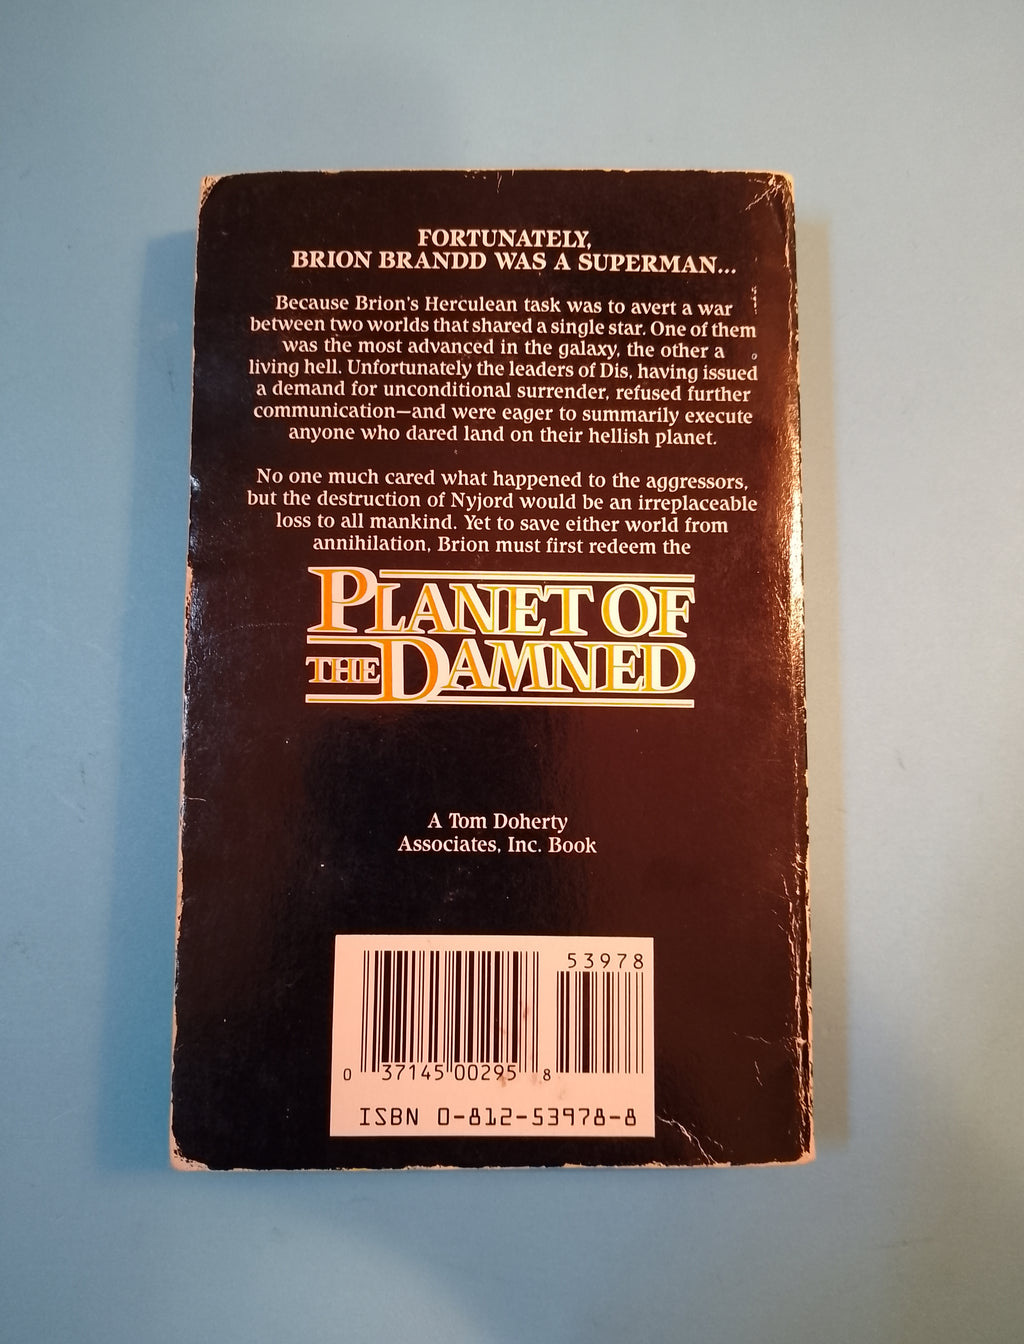 FORTUNATELY,
BRION BRANDD WAS A SUPERMAN...
Because Brion's Herculean task was to avert a war
between two worlds that shared a single star. One of them
was the most advanced in the galaxy, the other a
living hell. Unfortunately the leaders of Dis, having issued
a demand for unconditional surrender, refused further
communication—and were eager to summarily execute
anyone who dared land on their hellish planet.
No one much cared what happened to the aggressors,
but the destruction of Nyjord would be an irreplaceable
loss to all mankind. Yet to save either world from
annihilation, Brion must first redeem the
PLANET OF
THE DAMNED
A Tom Doherty
Associates, Inc. Book
53978
0 37145 00295 8
ISBN 0-812-53978-8